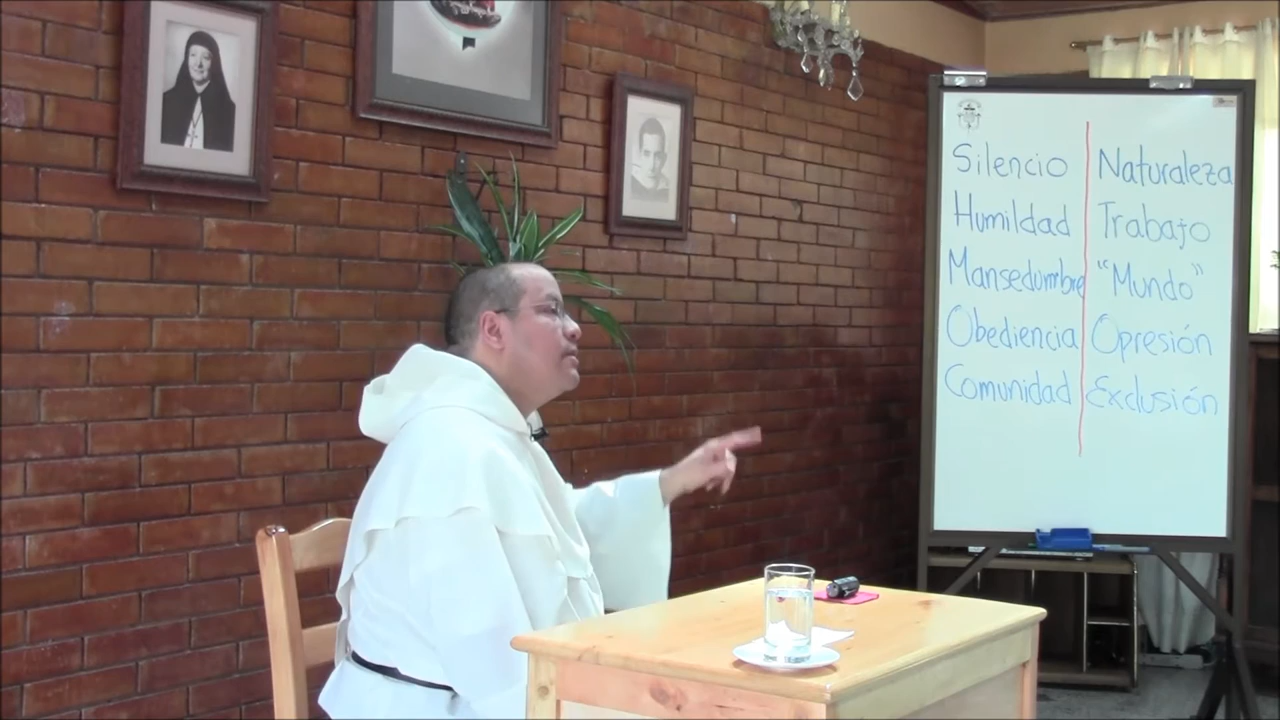 Silencio Naturaleza
Humildad Trabajo
Mansedumbre "Mundo"
Obediencia Opresión
Comunidad Exclusión